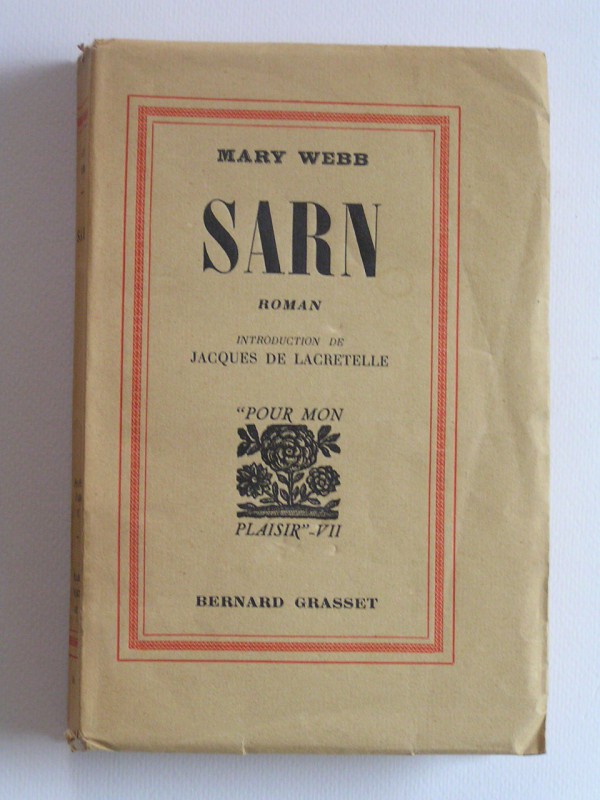 MARY WEBB
SARN
ROMAN
INTRODUCTION DE
JACQUES DE LACRETELLE
"POUR MON
PLAISIR"-VII
BERNARD GRASSET